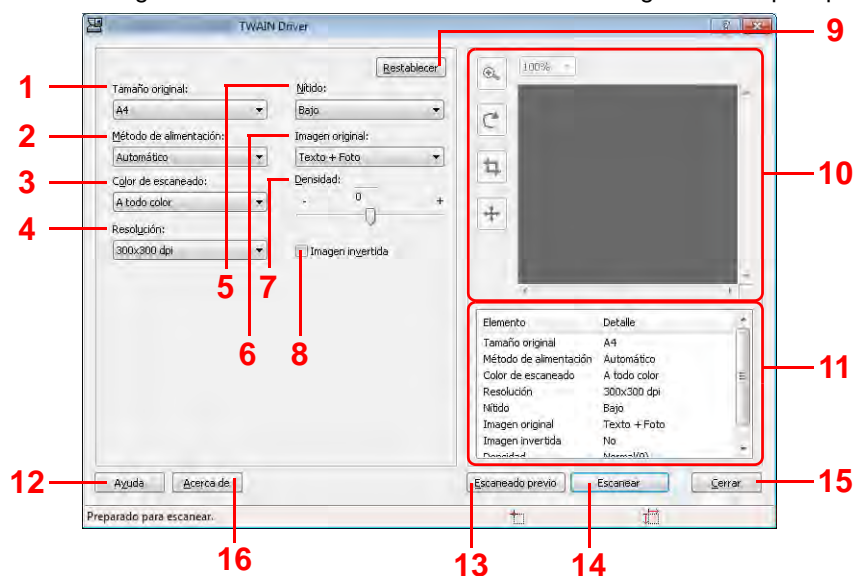 TWAIN Driver
9
Restablecer
100%
1
Tamaño original:
5
Nítido:
A4
Bajo
2
Método de alimentación:
6
Imagen original:
Automático
Texto + Foto
10
3
Color de escaneado:
7
Densidad:
A todo color
-
0
+
4
Resolución:
300x300 dpi
Imagen invertida
8
Elemento Detalle
Tamaño original A4
Método de alimentación Automático
Color de escaneado A todo color
Resolución 300x300 dpi
Nítido Bajo
Imagen original Texto + Foto
Imagen invertida No
Densidad Normal(0)
11
12
Ayuda
Acerca de
16
Escaneado previo
13
Escanear
14
Cerrar
15
Preparado para escanear.